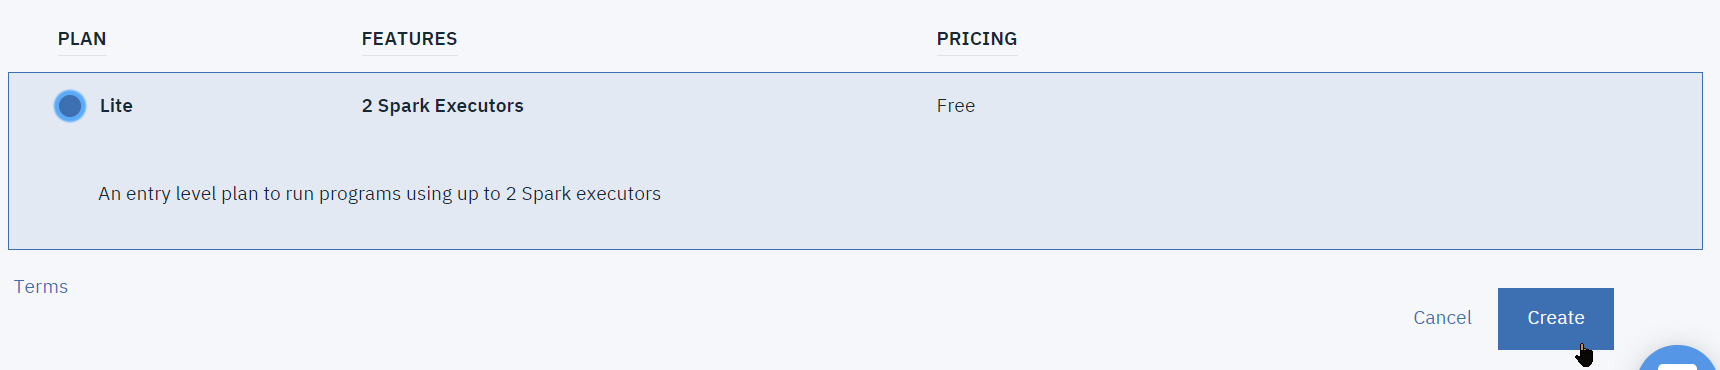 PLAN FEATURES PRICING
Lite 2 Spark Executors Free
An entry level plan to run programs using up to 2 Spark executors
Terms
Cancel Create